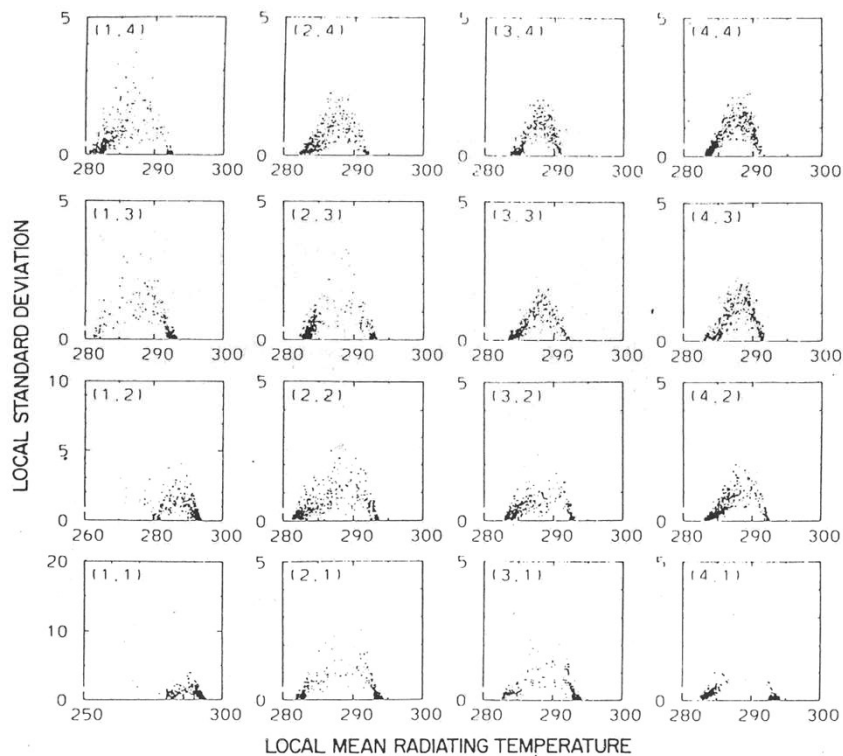 5 5 5 5
(1,4) (2,4) (3,4) (4,4)
0 0 0 0
280 290 300 280 290 300 280 290 300 280 290 300
5 5 5 5
(1,3) (2,3) (3,3) (4,3)
0 0 0 0
280 290 300 280 290 300 280 290 300 280 290 300
10 5 5 5
(1,2) (2,2) (3,2) (4,2)
5
0 0 0 0
260 280 300 280 290 300 280 290 300 280 290 300
20 5 5 5
(1,1) (2,1) (3,1) (4,1)
10
0 0 0 0
250 300 280 290 300 280 290 300 280 290 300
LOCAL STANDARD DEVIATION
LOCAL MEAN RADIATING TEMPERATURE